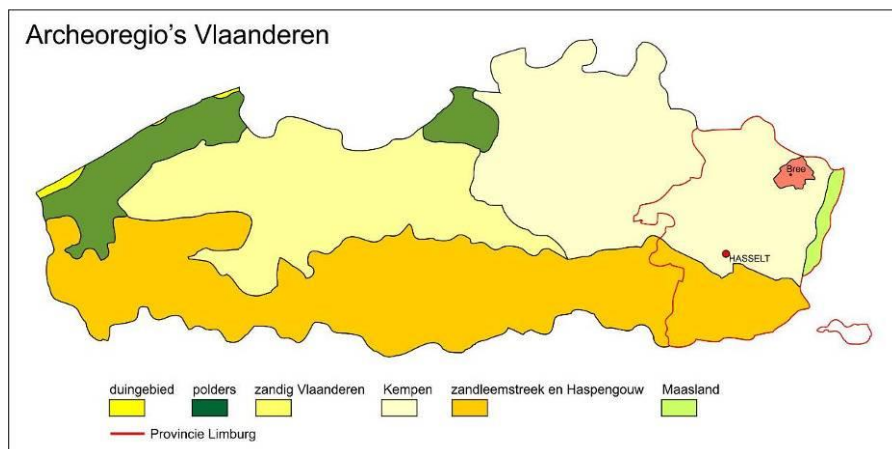 Archeoregio's Vlaanderen
Bree
HASSELT
duingebied polders zandig Vlaanderen Kempen zandleemstreek en Haspengouw Maasland
Provincie Limburg